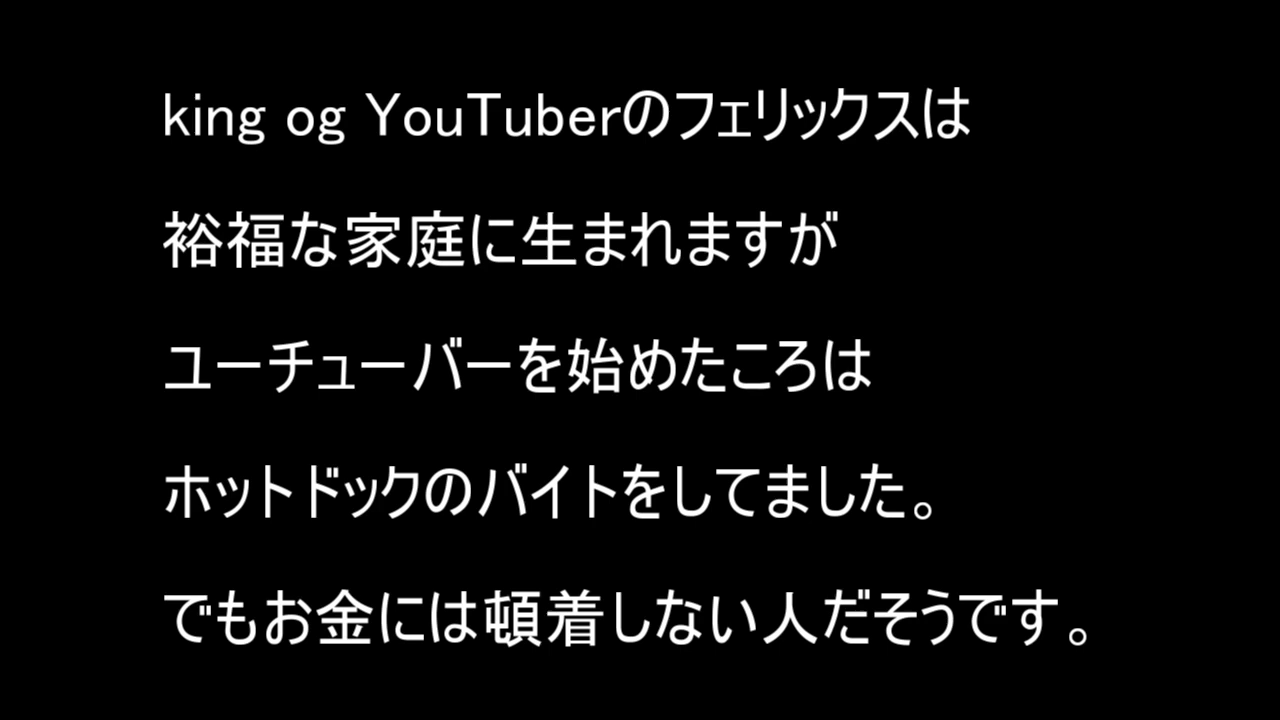 king og YouTuberのフェリックスは
裕福な家庭に生まれますが
ユーチューバーを始めたころは
ホットドックのバイトをしてました。
でもお金には頓着しない人だそうです。